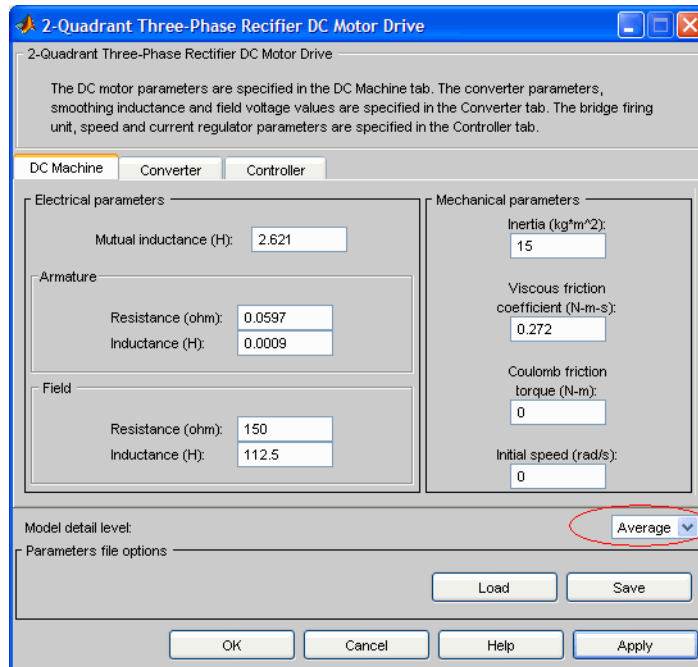 2-Quadrant Three-Phase Recifier DC Motor Drive
2-Quadrant Three-Phase Rectifier DC Motor Drive
The DC motor parameters are specified in the DC Machine tab. The converter parameters,
smoothing inductance and field voltage values are specified in the Converter tab. The bridge firing
unit, speed and current regulator parameters are specified in the Controller tab.
DC Machine
Converter
Controller
Electrical parameters
Mutual inductance (H):
2.621
Armature
Resistance (ohm):
0.0597
Inductance (H):
0.0009
Field
Resistance (ohm):
150
Inductance (H):
112.5
Mechanical parameters
Inertia (kg*m^2):
15
Viscous friction
coefficient (N-m-s):
0.272
Coulomb friction
torque (N-m):
0
Initial speed (rad/s):
0
Model detail level:
Average
Parameters file options
Load
Save
OK
Cancel
Help
Apply